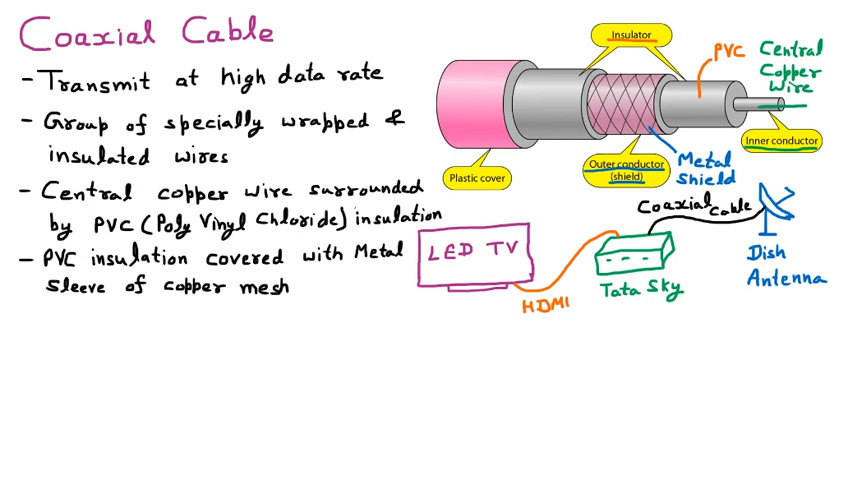 Coaxial Cable
- Transmit at high data rate
- Group of specially wrapped &
insulated wires
- Central copper wire surrounded
by PVC (Poly Vinyl Chloride) insulation
- PVC insulation covered with Metal
sleeve of copper mesh
Insulator
PVC
Central
Copper
Wire
Inner conductor
Outer conductor
(shield)
Metal
Shield
Plastic cover
Coaxial Cable
LED TV
HDMI
Tata Sky
Dish
Antenna